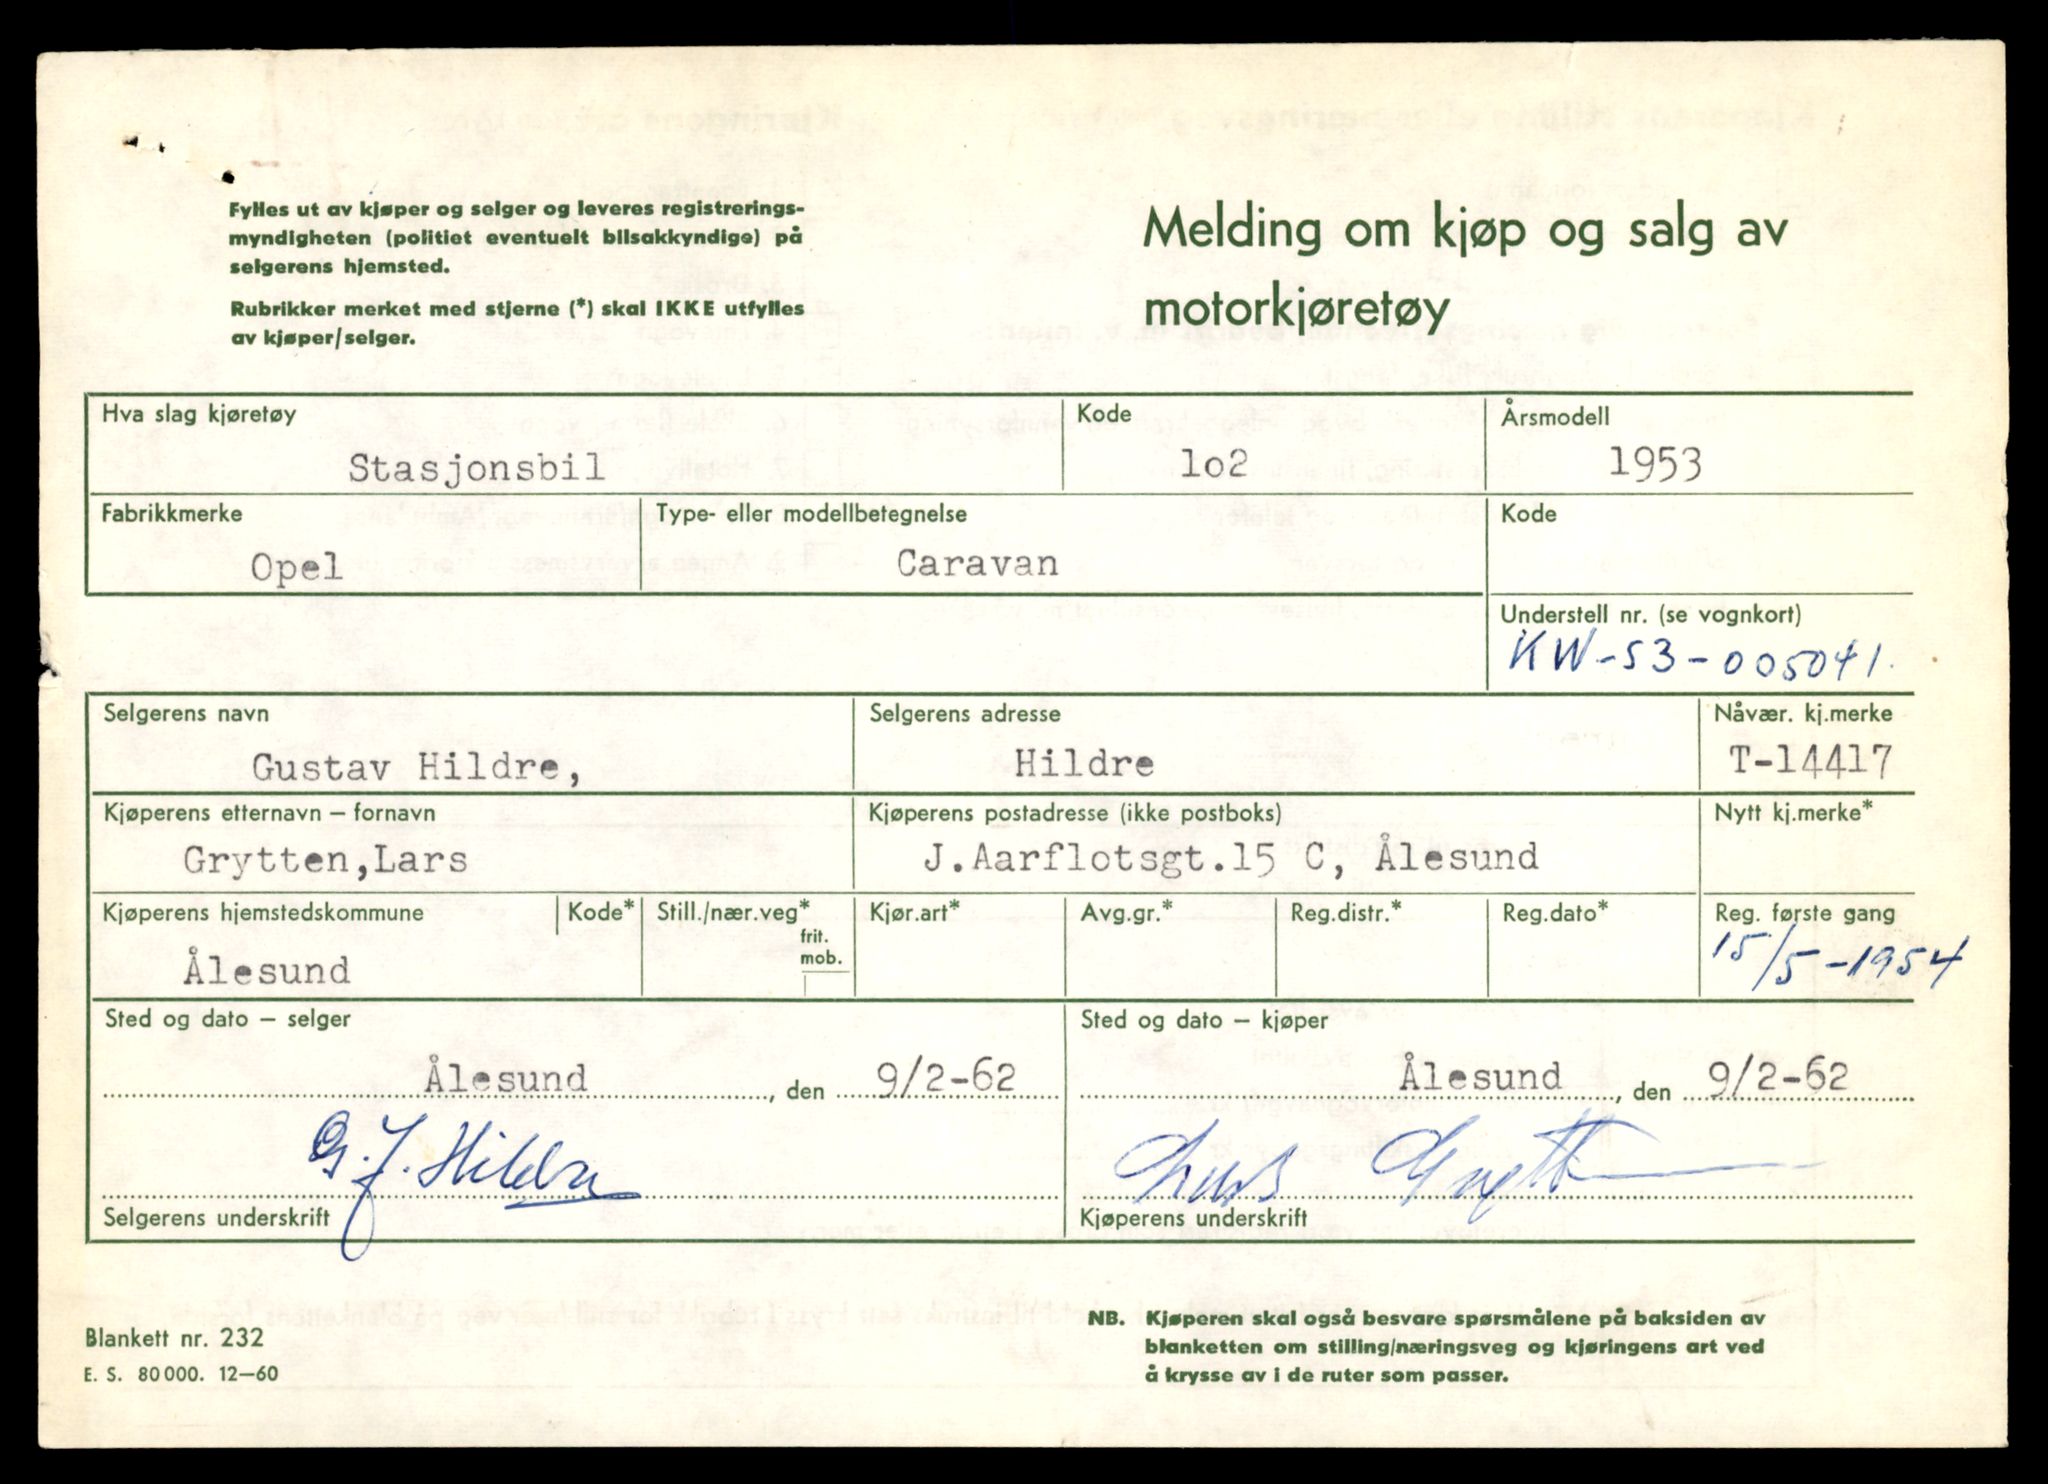 Fylles ut av kjøper og selger og leveres registrerings-
myndigheten (politiet eventuelt bilsakkyndige) på
selgerens hjemsted.
Rubrikker merket med stjerne (*) skal IKKE utfylles
av kjøper/selger.
Melding om kjøp og salg av
motorkjøretøy
Hva slag kjøretøy Kode Årsmodell
Stasjonsbil 1o2 1953
Fabrikkmerke Type- eller modellbetegnelse Kode
Opel Caravan
Understell nr. (se vognkort)
KW-53-005041.
Selgerens navn Selgerens adresse Nåvær. kj.merke
Gustav Hildre, Hildre T-14417
Kjøperens etternavn – fornavn Kjøperens postadresse (ikke postboks) Nytt kj.merke*
Grytten,Lars J.Aarflotsgt.15 C, Ålesund
Kjøperens hjemstedskommune Kode* Still./nær.veg* Kjør.art* Avg.gr.* Reg.distr.* Reg.dato* Reg. første gang
frit.
mob.
Ålesund 15/5-1954
Sted og dato – selger Sted og dato – kjøper
Ålesund, den 9/2-62 Ålesund, den 9/2-62
G. J. Hildre Lars Grytten
Selgerens underskrift Kjøperens underskrift
Blankett nr. 232
E. S. 80 000. 12–60
NB. Kjøperen skal også besvare spørsmålene på baksiden av
blanketten om stilling/næringsveg og kjøringens art ved
å krysse av i de ruter som passer.